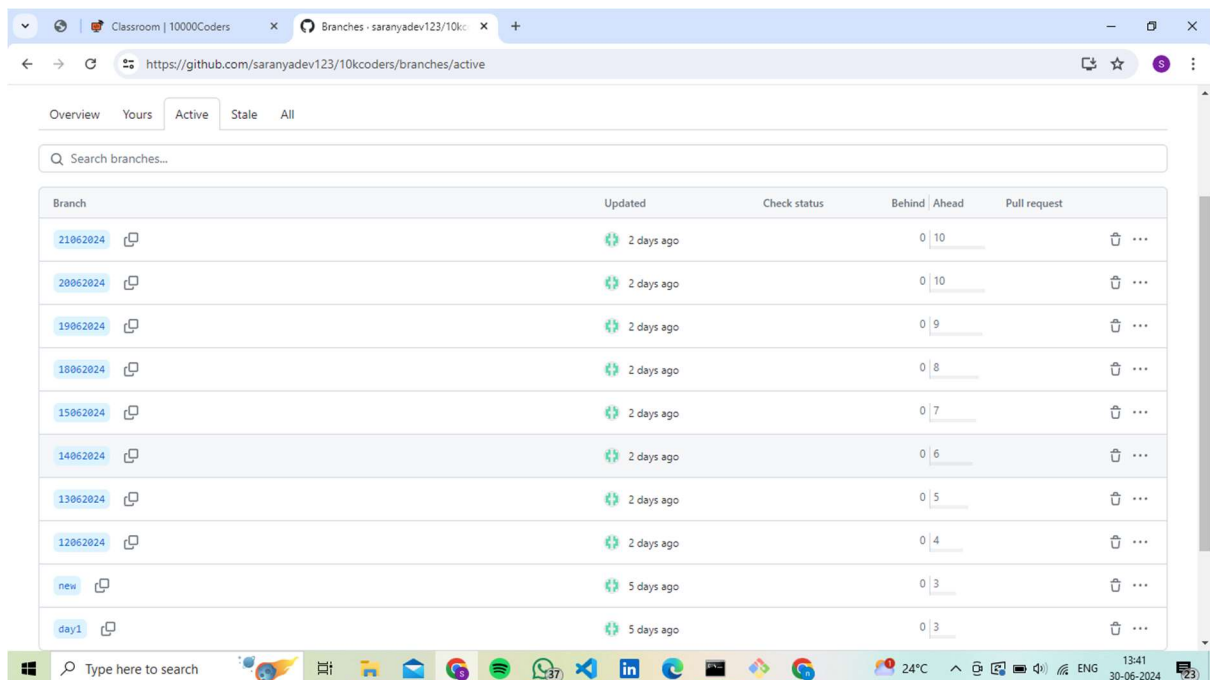 Classroom | 10000Coders
Branches · saranyadev123/10kc
https://github.com/saranyadev123/10kcoders/branches/active
S
Overview Yours Active Stale All
Search branches...
Branch Updated Check status Behind Ahead Pull request
21062024 2 days ago 0 10
20062024 2 days ago 0 10
19062024 2 days ago 0 9
18062024 2 days ago 0 8
15062024 2 days ago 0 7
14062024 2 days ago 0 6
13062024 2 days ago 0 5
12062024 2 days ago 0 4
new 5 days ago 0 3
day1 5 days ago 0 3
Type here to search 37 in 24°C ENG 13:41
30-06-2024 23